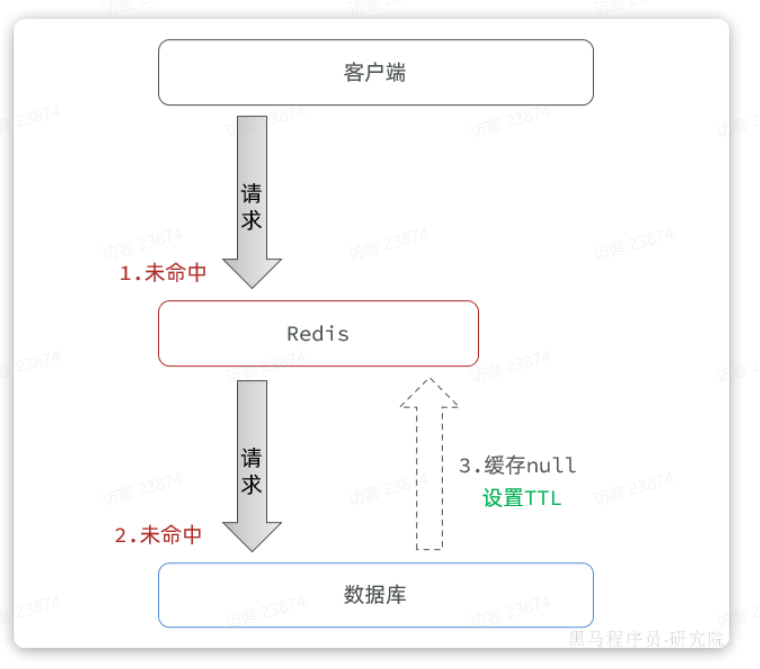 客户端
请求
1.未命中
Redis
请求
3.缓存null
设置TTL
2.未命中
数据库
黑马程序员-研究院
访客 23874